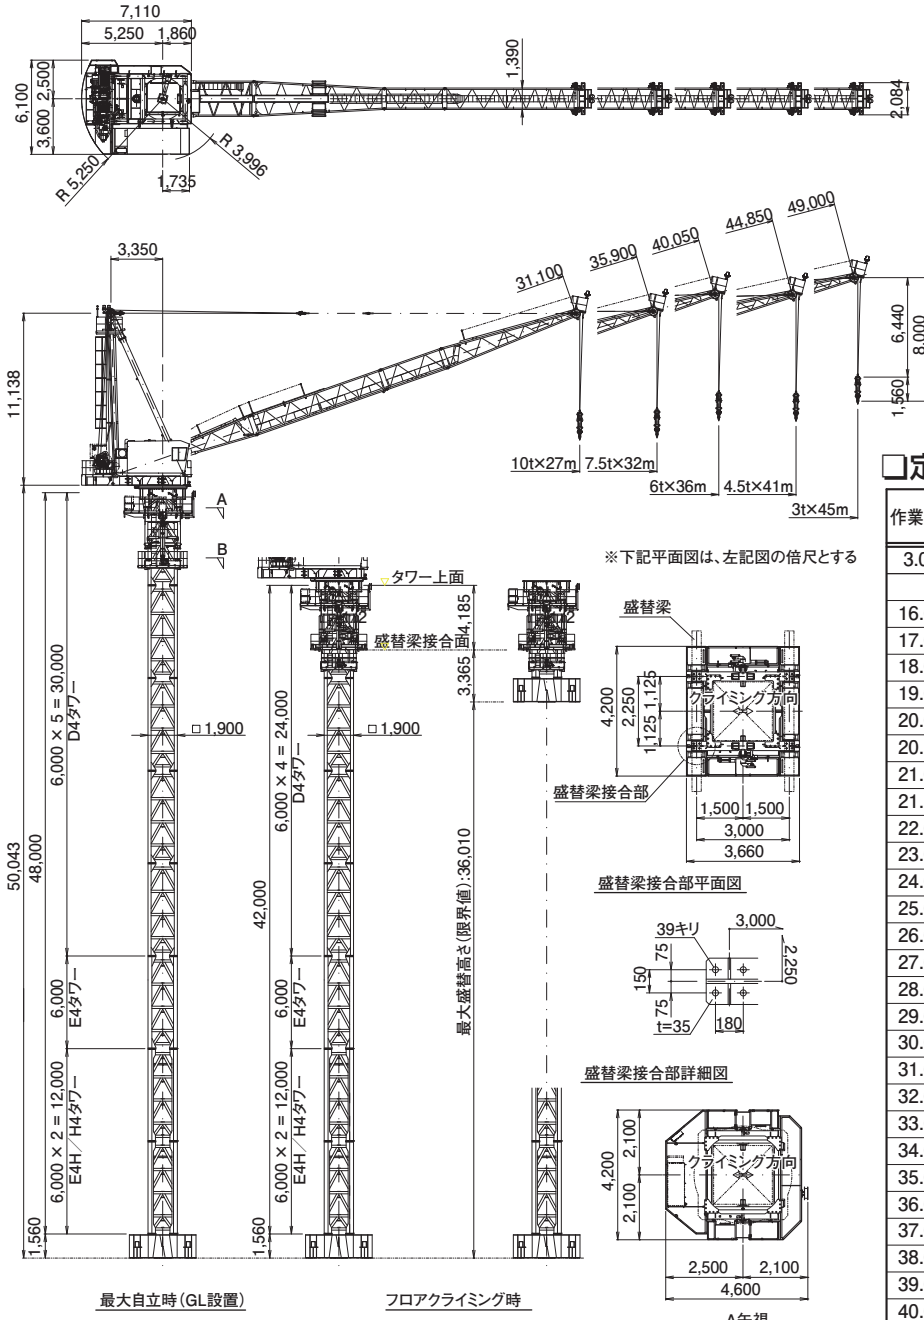 7,110
5,250
1,860
6,100
2,500
3,600
R 5,250
R 3,996
1,735
1,390
2,084
3,350
11,138
31,100
35,900
40,050
44,850
49,000
6,440
8,000
1,560
10t×27m
7.5t×32m
6t×36m
4.5t×41m
3t×45m
※下記平面図は、左記図の倍尺とする
A
B
50,043
48,000
6,000 × 5 = 30,000
D4タワー
6,000
E4タワー
6,000 × 2 = 12,000
E4H／H4タワー
1,560
□1,900
最大自立時（GL設置）
タワー上面
盛替梁接合面
4,185
3,365
42,000
6,000 × 4 = 24,000
D4タワー
□1,900
6,000
E4タワー
6,000 × 2 = 12,000
E4H／H4タワー
1,560
フロアクライミング時
最大盛替高さ（限界値）：36,010
盛替梁
クライミング方向
4,200
2,250
1,125
1,125
盛替梁接合部
1,500
1,500
3,000
3,660
盛替梁接合部平面図
39キリ
3,000
2,250
75
150
75
t=35
180
盛替梁接合部詳細図
クライミング方向
4,200
2,100
2,100
2,500
2,100
4,600
□定
作業
3.0
16.
17.
18.
19.
20.
20.
21.
21.
22.
23.
24.
25.
26.
27.
28.
29.
30.
31.
32.
33.
34.
35.
36.
37.
38.
39.
40.